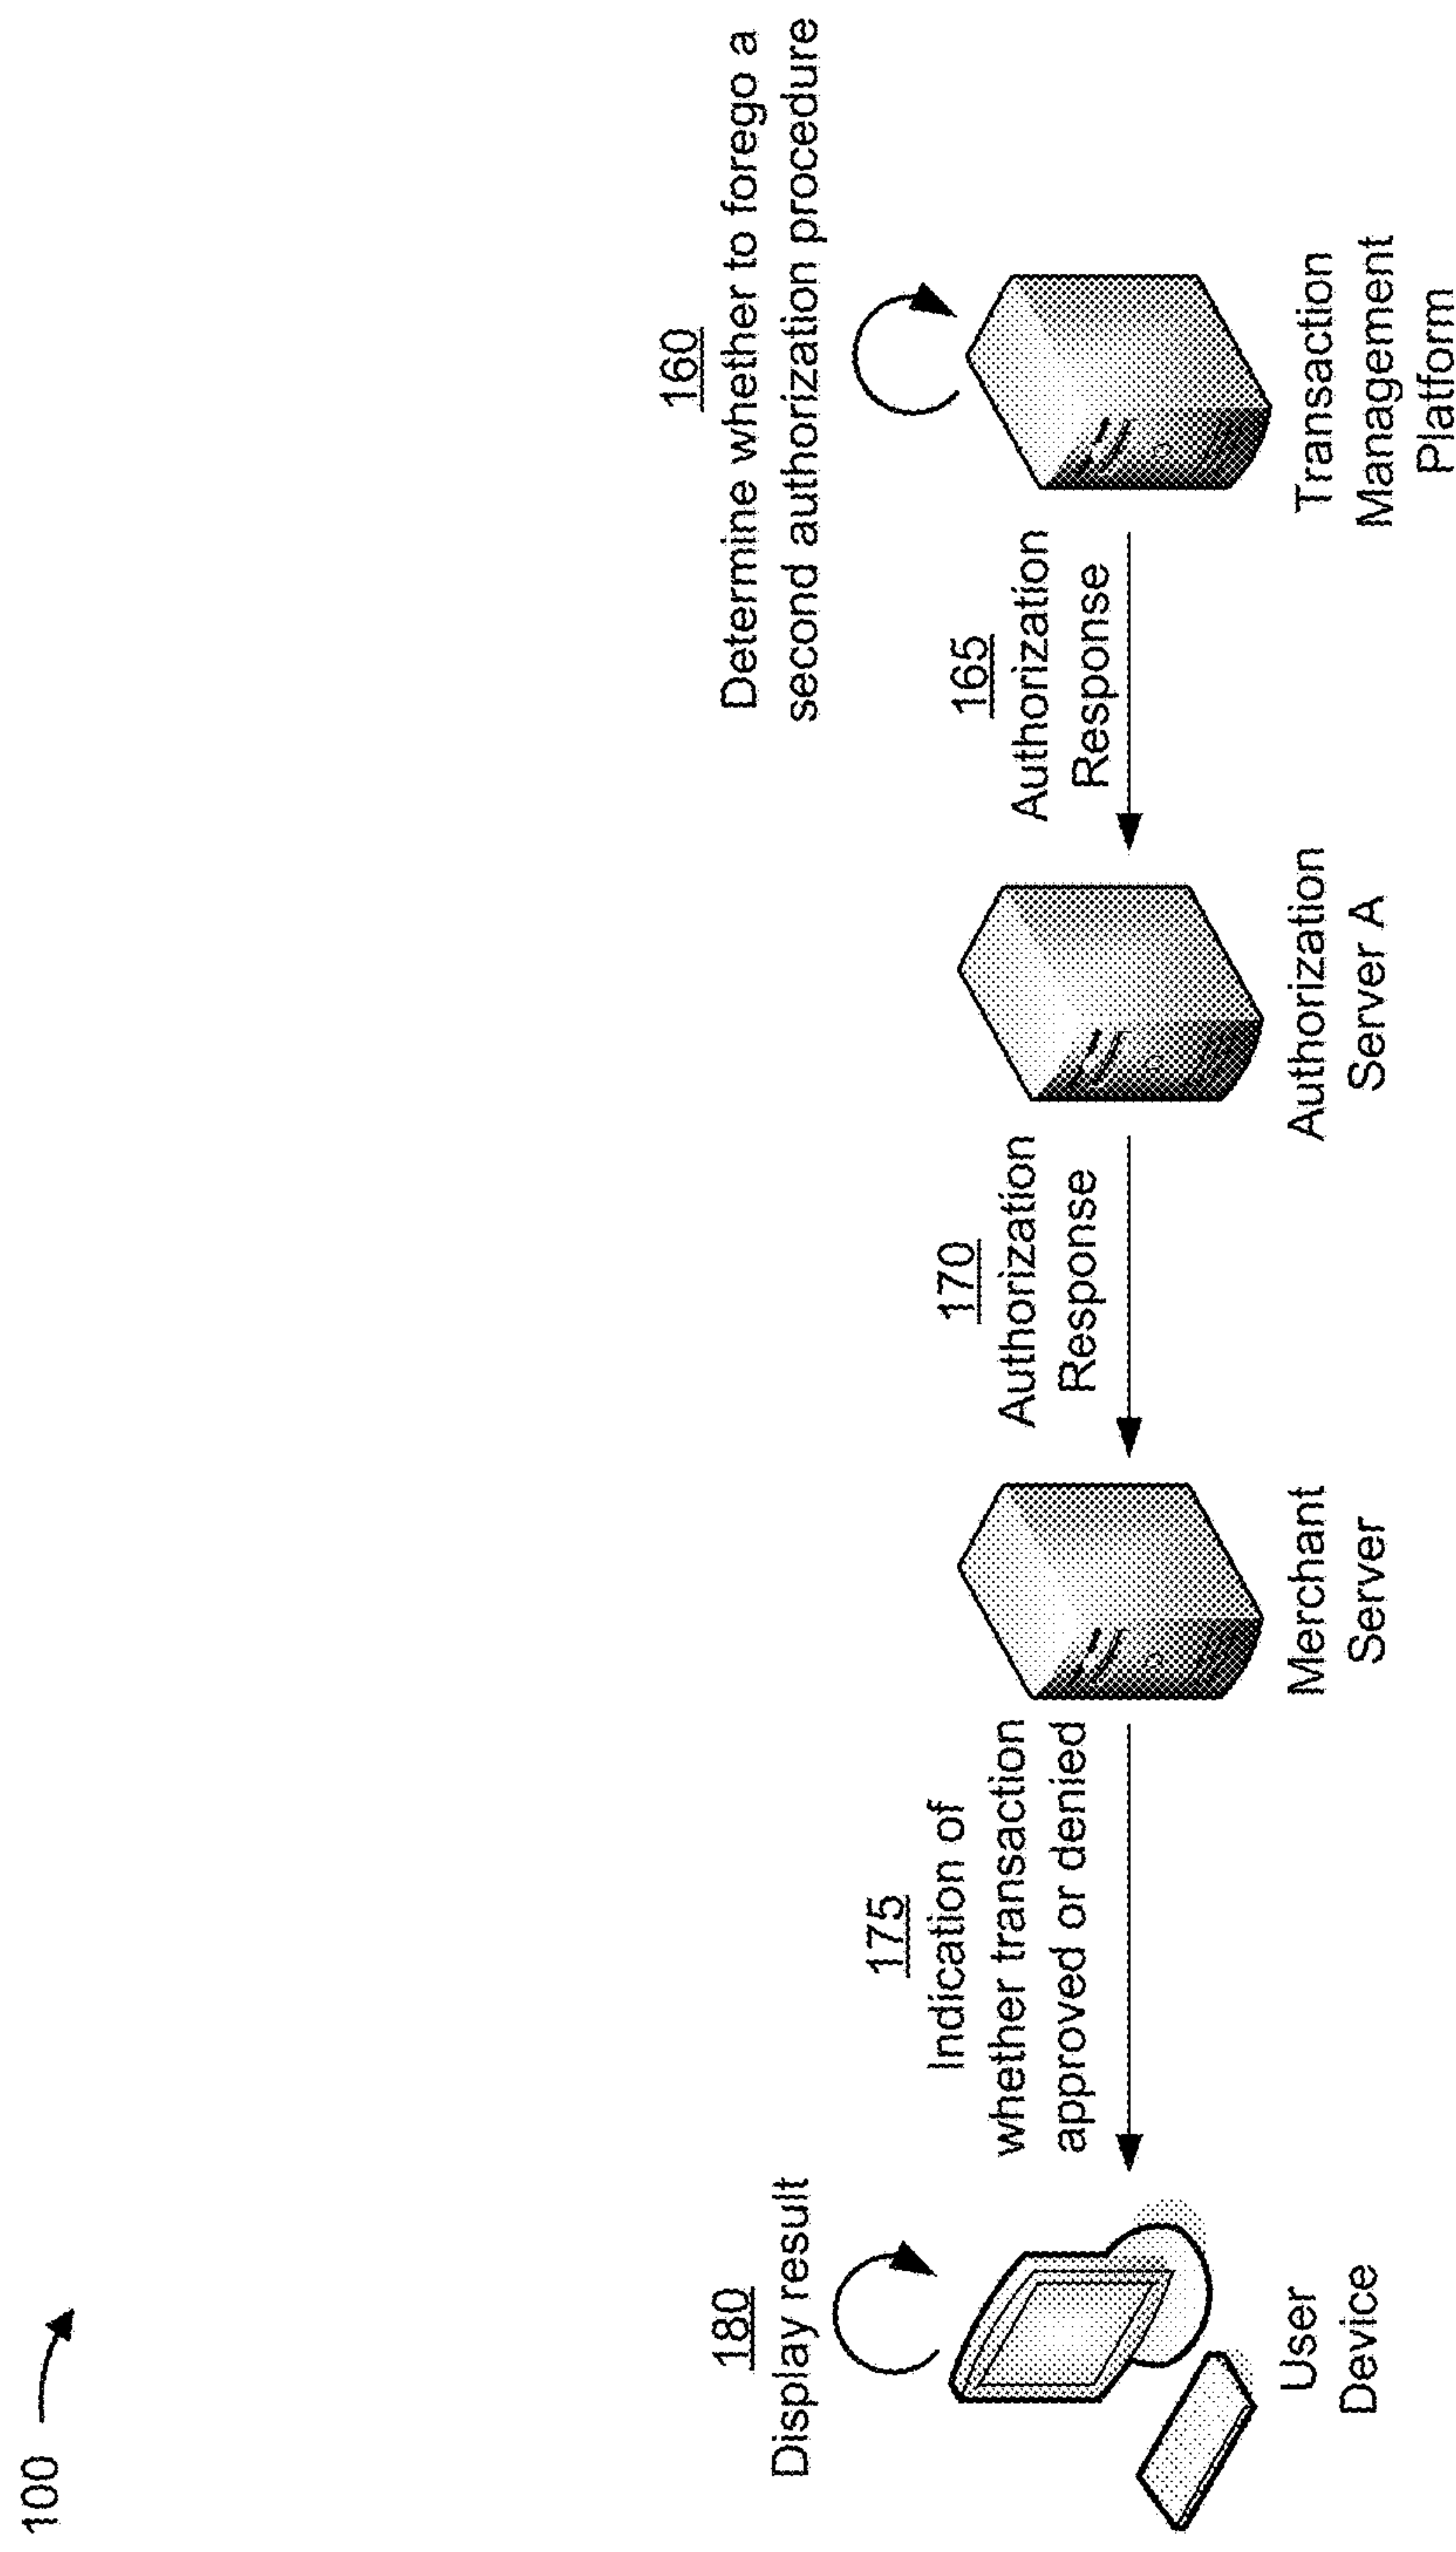 100
180
Display result
User
Device
175
Indication of
whether transaction
approved or denied
Merchant
Server
170
Authorization
Response
Authorization
Server A
165
Authorization
Response
160
Determine whether to forego a
second authorization procedure
Transaction
Management
Platform